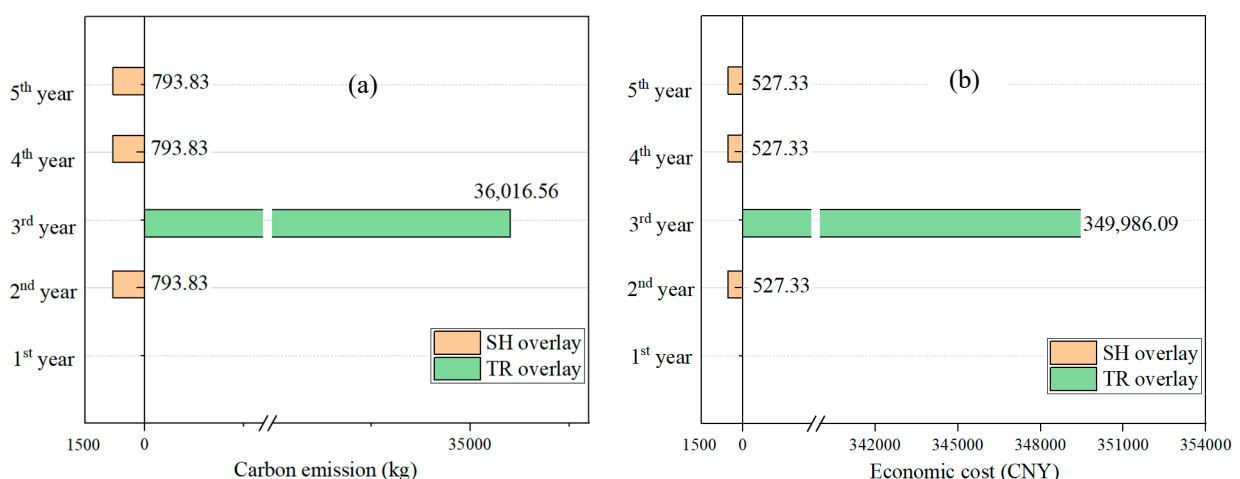 (a)
5th year
793.83
4th year
793.83
36,016.56
3rd year
2nd year
793.83
SH overlay
TR overlay
1st year
1500 0 35000
Carbon emission (kg)
(b)
5th year
527.33
4th year
527.33
3rd year
349,986.09
2nd year
527.33
1st year
SH overlay
TR overlay
1500 0 342000 345000 348000 351000 354000
Economic cost (CNY)